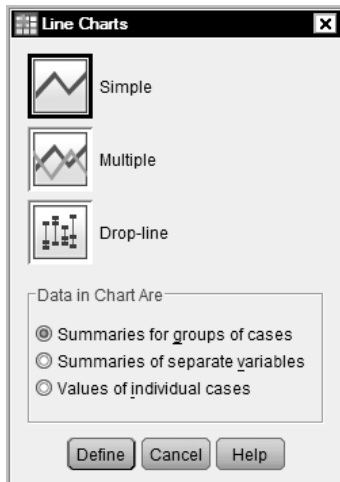 Line Charts
Simple
Multiple
Drop-line
Data in Chart Are
Summaries for groups of cases
Summaries of separate variables
Values of individual cases
Define Cancel Help